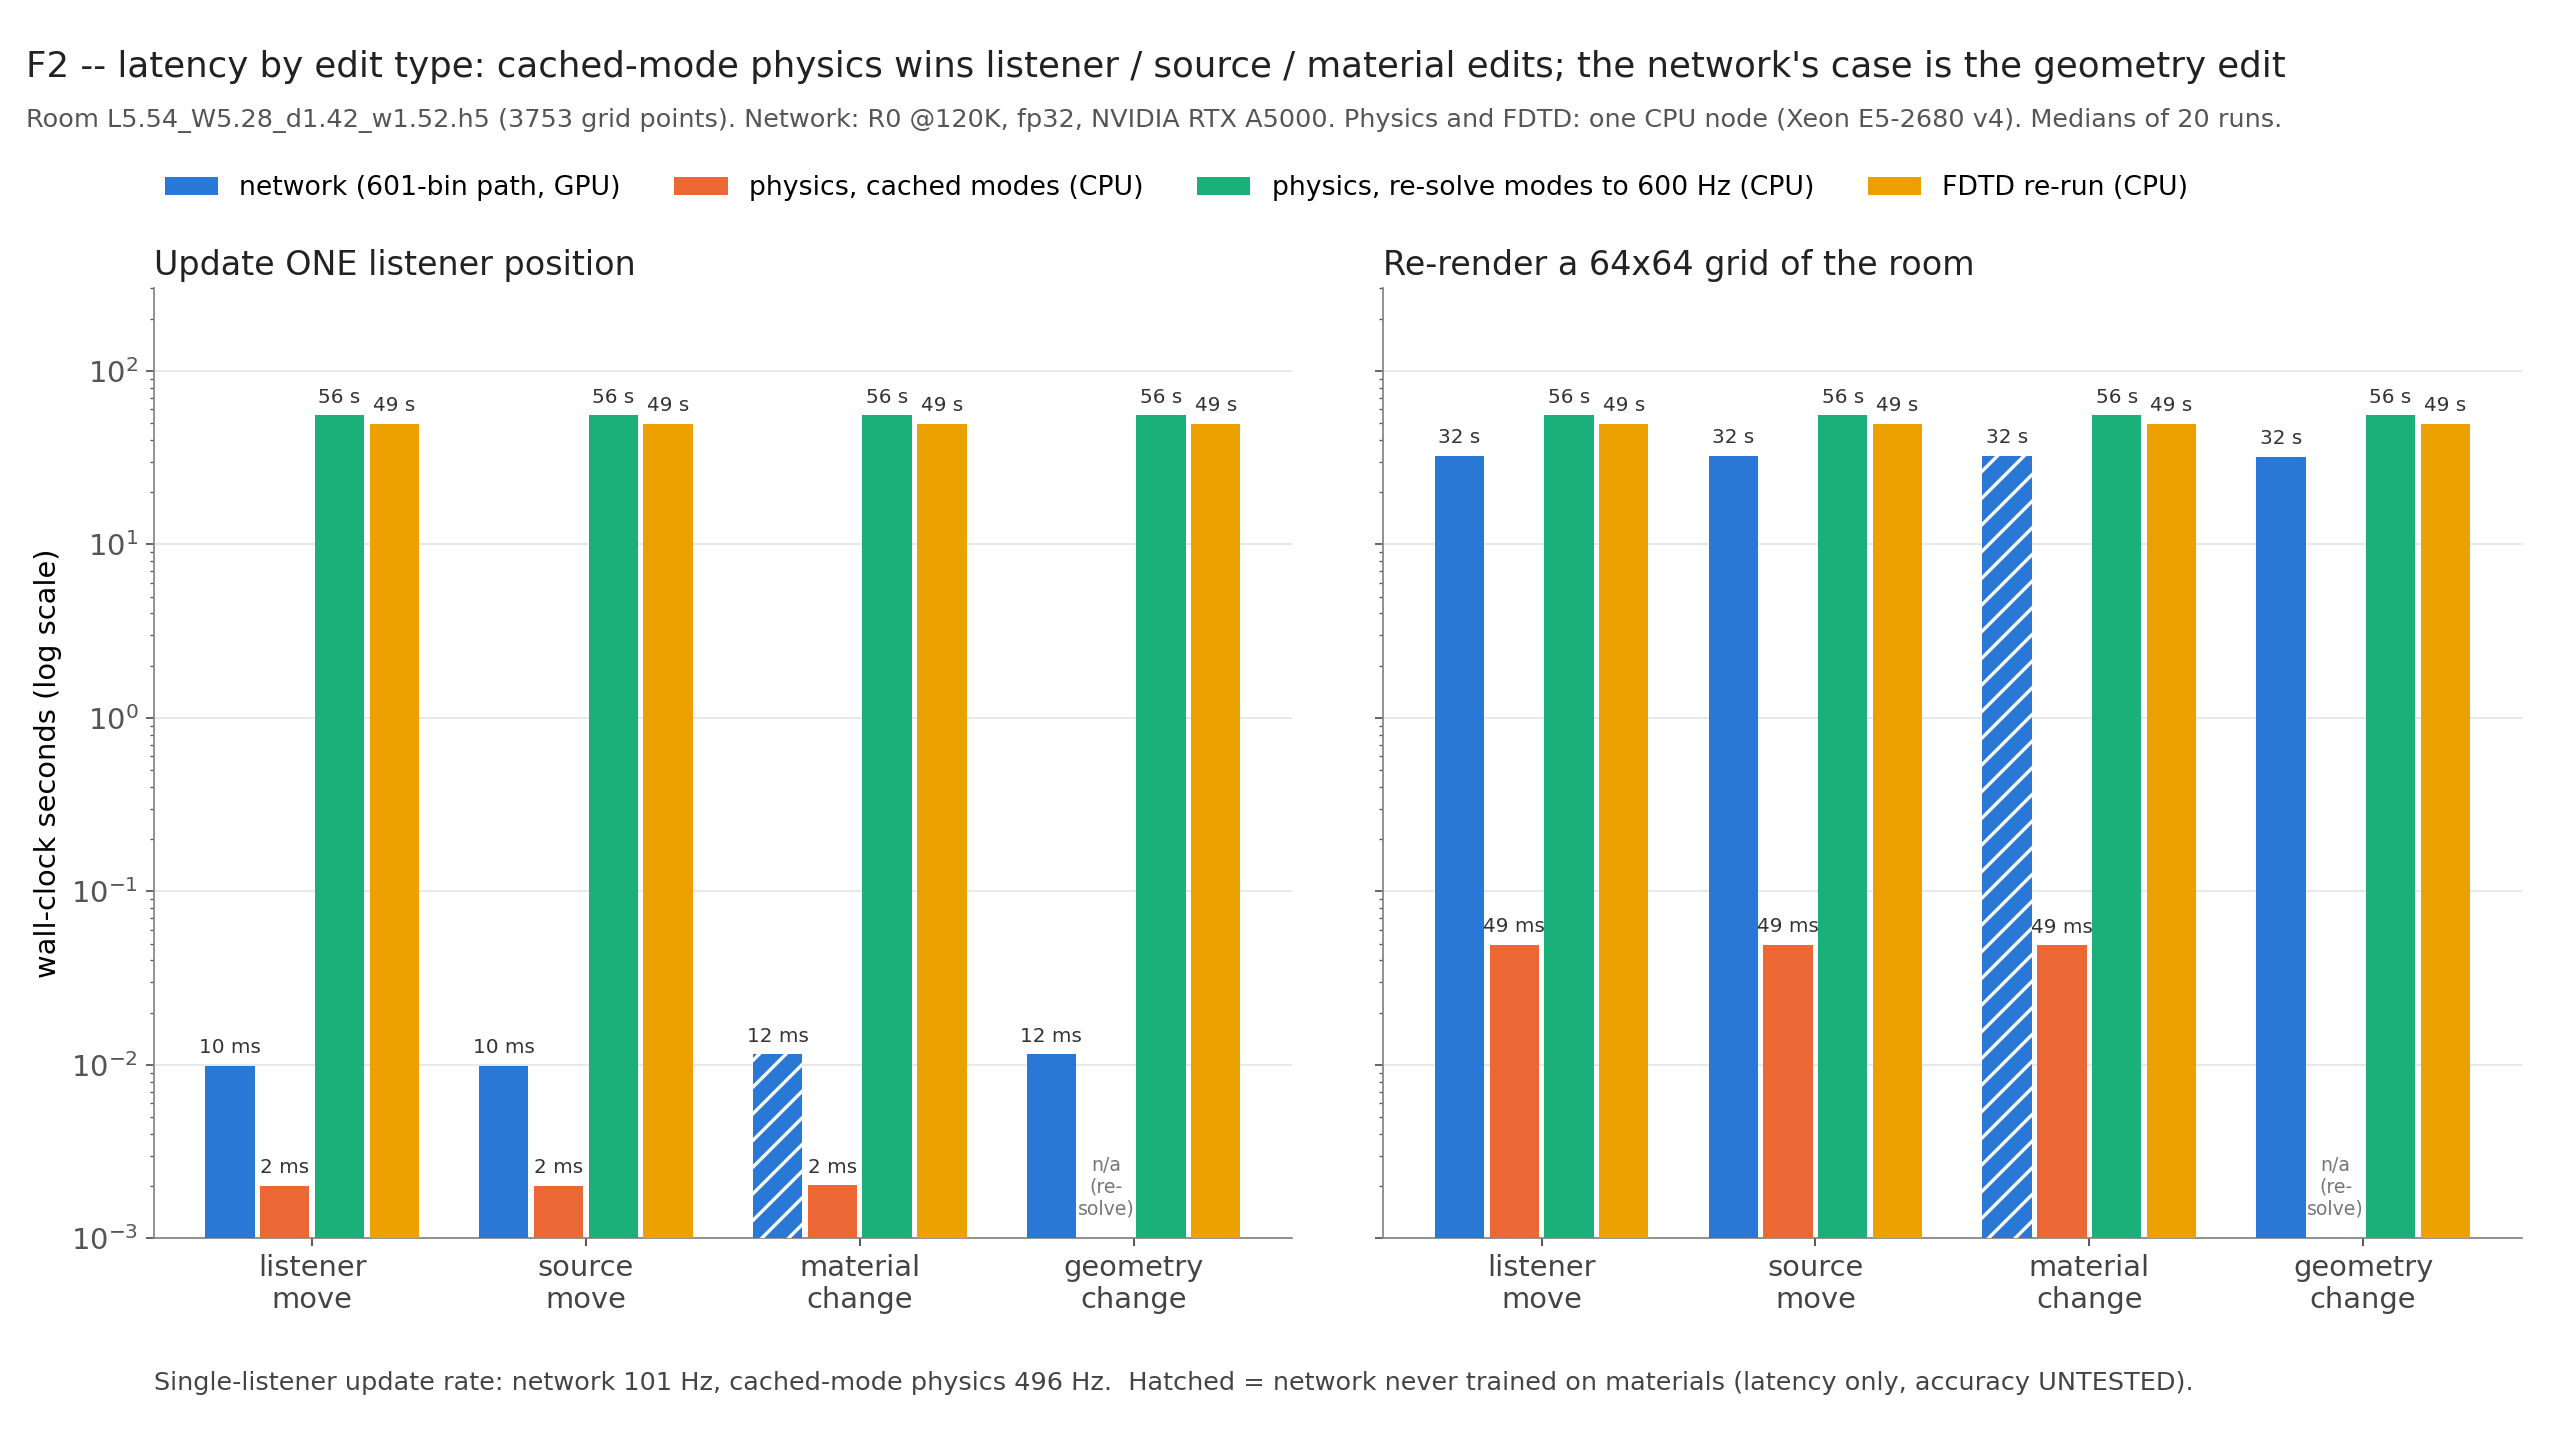 F2 -- latency by edit type: cached-mode physics wins listener / source / material edits; the network's case is the geometry edit
Room L5.54_W5.28_d1.42_w1.52.h5 (3753 grid points). Network: R0 @120K, fp32, NVIDIA RTX A5000. Physics and FDTD: one CPU node (Xeon E5-2680 v4). Medians of 20 runs.
network (601-bin path, GPU)
physics, cached modes (CPU)
physics, re-solve modes to 600 Hz (CPU)
FDTD re-run (CPU)
Update ONE listener position
wall-clock seconds (log scale)
10²
10¹
10⁰
10⁻¹
10⁻²
10⁻³
10 ms
2 ms
56 s
49 s
10 ms
2 ms
56 s
49 s
12 ms
2 ms
56 s
49 s
12 ms
n/a
(re-
solve)
56 s
49 s
listener
move
source
move
material
change
geometry
change
Re-render a 64x64 grid of the room
32 s
49 ms
56 s
49 s
32 s
49 ms
56 s
49 s
32 s
49 ms
56 s
49 s
32 s
n/a
(re-
solve)
56 s
49 s
listener
move
source
move
material
change
geometry
change
Single-listener update rate: network 101 Hz, cached-mode physics 496 Hz.  Hatched = network never trained on materials (latency only, accuracy UNTESTED).